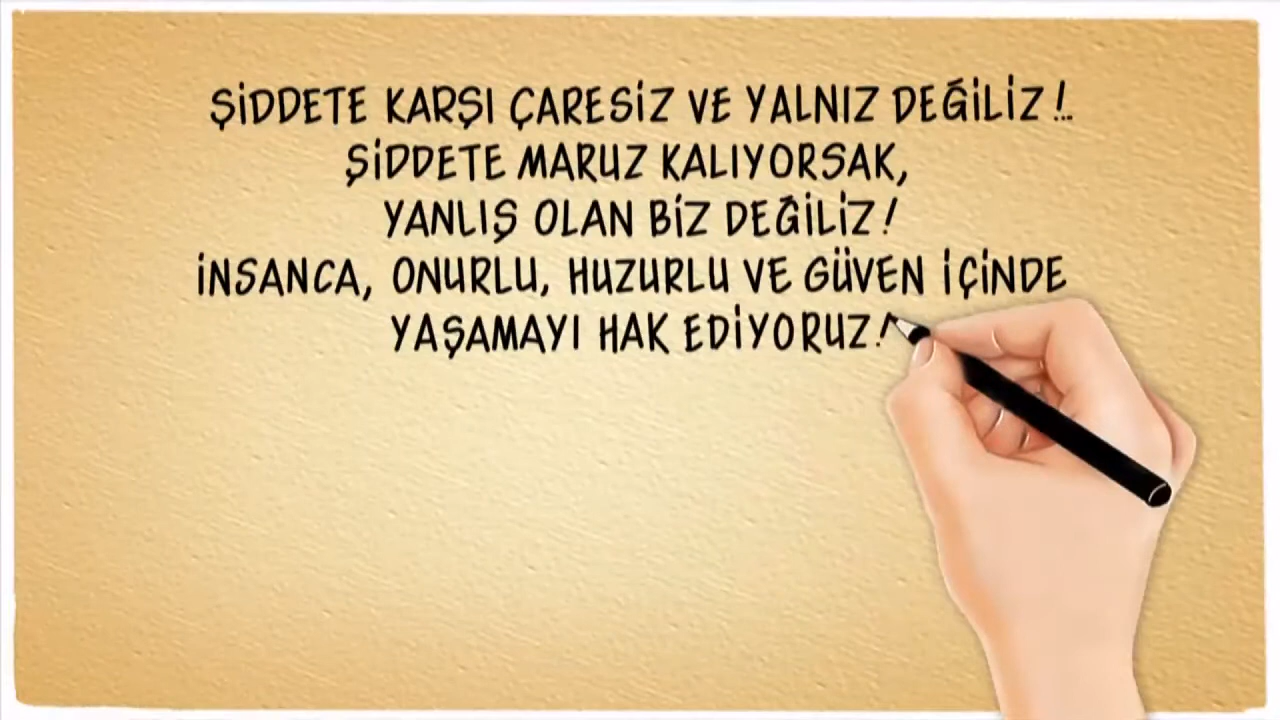 ŞİDDETE KARŞI ÇARESİZ VE YALNIZ DEĞİLİZ!..
ŞİDDETE MARUZ KALIYORSAK,
YANLIŞ OLAN BİZ DEĞİLİZ!
İNSANCA, ONURLU, HUZURLU VE GÜVEN İÇİNDE
YAŞAMAYI HAK EDİYORUZ!